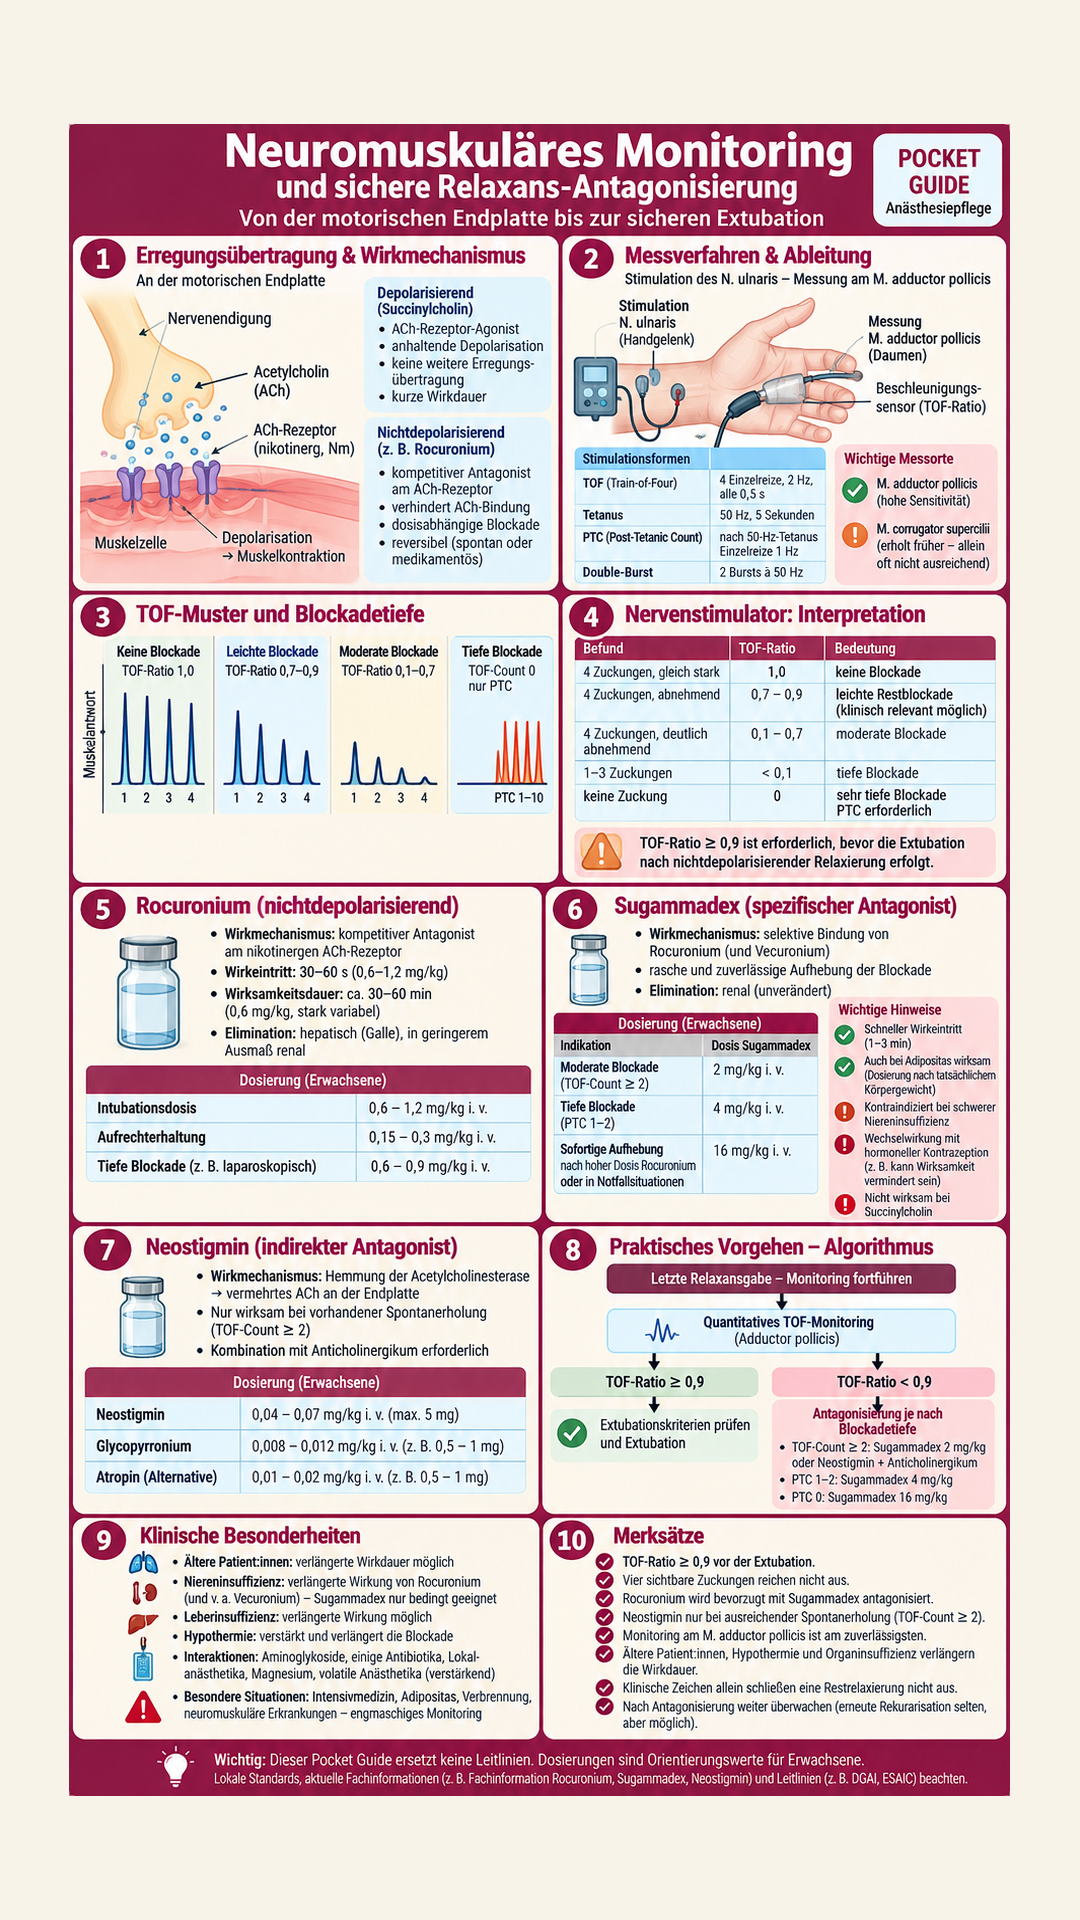 Neuromuskuläres Monitoring
und sichere Relaxans-Antagonisierung
Von der motorischen Endplatte bis zur sicheren Extubation
POCKET
GUIDE
Anästhesiepflege
1 Erregungsübertragung & Wirkmechanismus
An der motorischen Endplatte
Nervenendigung
Acetylcholin
(ACh)
ACh-Rezeptor
(nikotinerg, Nm)
Muskelzelle
Depolarisation
→ Muskelkontraktion
Depolarisierend
(Succinylcholin)
• ACh-Rezeptor-Agonist
• anhaltende Depolarisation
• keine weitere Erregungs-
übertragung
• kurze Wirkdauer
Nichtdepolarisierend
(z. B. Rocuronium)
• kompetitiver Antagonist
am ACh-Rezeptor
• verhindert ACh-Bindung
• dosisabhängige Blockade
• reversibel (spontan oder
medikamentös)
2 Messverfahren & Ableitung
Stimulation des N. ulnaris – Messung am M. adductor pollicis
Stimulation
N. ulnaris
(Handgelenk)
Messung
M. adductor pollicis
(Daumen)
Beschleunigungs-
sensor (TOF-Ratio)
Stimulationsformen
TOF (Train-of-Four) 4 Einzelreize, 2 Hz,
alle 0,5 s
Tetanus 50 Hz, 5 Sekunden
PTC (Post-Tetanic Count) nach 50-Hz-Tetanus
Einzelreize 1 Hz
Double-Burst 2 Bursts à 50 Hz
Wichtige Messorte
M. adductor pollicis
(hohe Sensitivität)
M. corrugator supercilii
(erholt früher – allein
oft nicht ausreichend)
3 TOF-Muster und Blockadetiefe
Muskelantwort
Keine Blockade
TOF-Ratio 1,0
1 2 3 4
Leichte Blockade
TOF-Ratio 0,7–0,9
1 2 3 4
Moderate Blockade
TOF-Ratio 0,1–0,7
1 2 3 4
Tiefe Blockade
TOF-Count 0
nur PTC
PTC 1–10
4 Nervenstimulator: Interpretation
Befund TOF-Ratio Bedeutung
4 Zuckungen, gleich stark 1,0 keine Blockade
4 Zuckungen, abnehmend 0,7 – 0,9 leichte Restblockade
(klinisch relevant möglich)
4 Zuckungen, deutlich 0,1 – 0,7 moderate Blockade
abnehmend
1–3 Zuckungen < 0,1 tiefe Blockade
keine Zuckung 0 sehr tiefe Blockade
PTC erforderlich
TOF-Ratio ≥ 0,9 ist erforderlich, bevor die Extubation
nach nichtdepolarisierender Relaxierung erfolgt.
5 Rocuronium (nichtdepolarisierend)
• Wirkmechanismus: kompetitiver Antagonist
am nikotinergen ACh-Rezeptor
• Wirkeintritt: 30–60 s (0,6–1,2 mg/kg)
• Wirksamkeitsdauer: ca. 30–60 min
(0,6 mg/kg, stark variabel)
• Elimination: hepatisch (Galle), in geringerem
Ausmaß renal
Dosierung (Erwachsene)
Intubationsdosis 0,6 – 1,2 mg/kg i. v.
Aufrechterhaltung 0,15 – 0,3 mg/kg i. v.
Tiefe Blockade (z. B. laparoskopisch) 0,6 – 0,9 mg/kg i. v.
6 Sugammadex (spezifischer Antagonist)
• Wirkmechanismus: selektive Bindung von
Rocuronium (und Vecuronium)
• rasche und zuverlässige Aufhebung der Blockade
• Elimination: renal (unverändert)
Dosierung (Erwachsene)
Indikation Dosis Sugammadex
Moderate Blockade 2 mg/kg i. v.
(TOF-Count ≥ 2)
Tiefe Blockade 4 mg/kg i. v.
(PTC 1–2)
Sofortige Aufhebung 16 mg/kg i. v.
nach hoher Dosis Rocuronium
oder in Notfallsituationen
Wichtige Hinweise
Schneller Wirkeintritt
(1–3 min)
Auch bei Adipositas wirksam
(Dosierung nach tatsächlichem
Körpergewicht)
Kontraindiziert bei schwerer
Niereninsuffizienz
Wechselwirkung mit
hormoneller Kontrazeption
(z. B. kann Wirksamkeit
vermindert sein)
Nicht wirksam bei
Succinylcholin
7 Neostigmin (indirekter Antagonist)
• Wirkmechanismus: Hemmung der Acetylcholinesterase
→ vermehrtes ACh an der Endplatte
• Nur wirksam bei vorhandener Spontanerholung
(TOF-Count ≥ 2)
• Kombination mit Anticholinergikum erforderlich
Dosierung (Erwachsene)
Neostigmin 0,04 – 0,07 mg/kg i. v. (max. 5 mg)
Glycopyrronium 0,008 – 0,012 mg/kg i. v. (z. B. 0,5 – 1 mg)
Atropin (Alternative) 0,01 – 0,02 mg/kg i. v. (z. B. 0,5 – 1 mg)
8 Praktisches Vorgehen – Algorithmus
Letzte Relaxansgabe – Monitoring fortführen
Quantitatives TOF-Monitoring
(Adductor pollicis)
TOF-Ratio ≥ 0,9
Extubationskriterien prüfen
und Extubation
TOF-Ratio < 0,9
Antagonisierung je nach
Blockadetiefe
• TOF-Count ≥ 2: Sugammadex 2 mg/kg
oder Neostigmin + Anticholinergikum
• PTC 1–2: Sugammadex 4 mg/kg
• PTC 0: Sugammadex 16 mg/kg
9 Klinische Besonderheiten
• Ältere Patient:innen: verlängerte Wirkdauer möglich
• Niereninsuffizienz: verlängerte Wirkung von Rocuronium
(und v. a. Vecuronium) – Sugammadex nur bedingt geeignet
• Leberinsuffizienz: verlängerte Wirkung möglich
• Hypothermie: verstärkt und verlängert die Blockade
• Interaktionen: Aminoglykoside, einige Antibiotika, Lokal-
anästhetika, Magnesium, volatile Anästhetika (verstärkend)
• Besondere Situationen: Intensivmedizin, Adipositas, Verbrennung,
neuromuskuläre Erkrankungen – engmaschiges Monitoring
10 Merksätze
TOF-Ratio ≥ 0,9 vor der Extubation.
Vier sichtbare Zuckungen reichen nicht aus.
Rocuronium wird bevorzugt mit Sugammadex antagonisiert.
Neostigmin nur bei ausreichender Spontanerholung (TOF-Count ≥ 2).
Monitoring am M. adductor pollicis ist am zuverlässigsten.
Ältere Patient:innen, Hypothermie und Organinsuffizienz verlängern
die Wirkdauer.
Klinische Zeichen allein schließen eine Restrelaxierung nicht aus.
Nach Antagonisierung weiter überwachen (erneute Rekurarisation selten,
aber möglich).
Wichtig: Dieser Pocket Guide ersetzt keine Leitlinien. Dosierungen sind Orientierungswerte für Erwachsene.
Lokale Standards, aktuelle Fachinformationen (z. B. Fachinformation Rocuronium, Sugammadex, Neostigmin) und Leitlinien (z. B. DGAI, ESAIC) beachten.